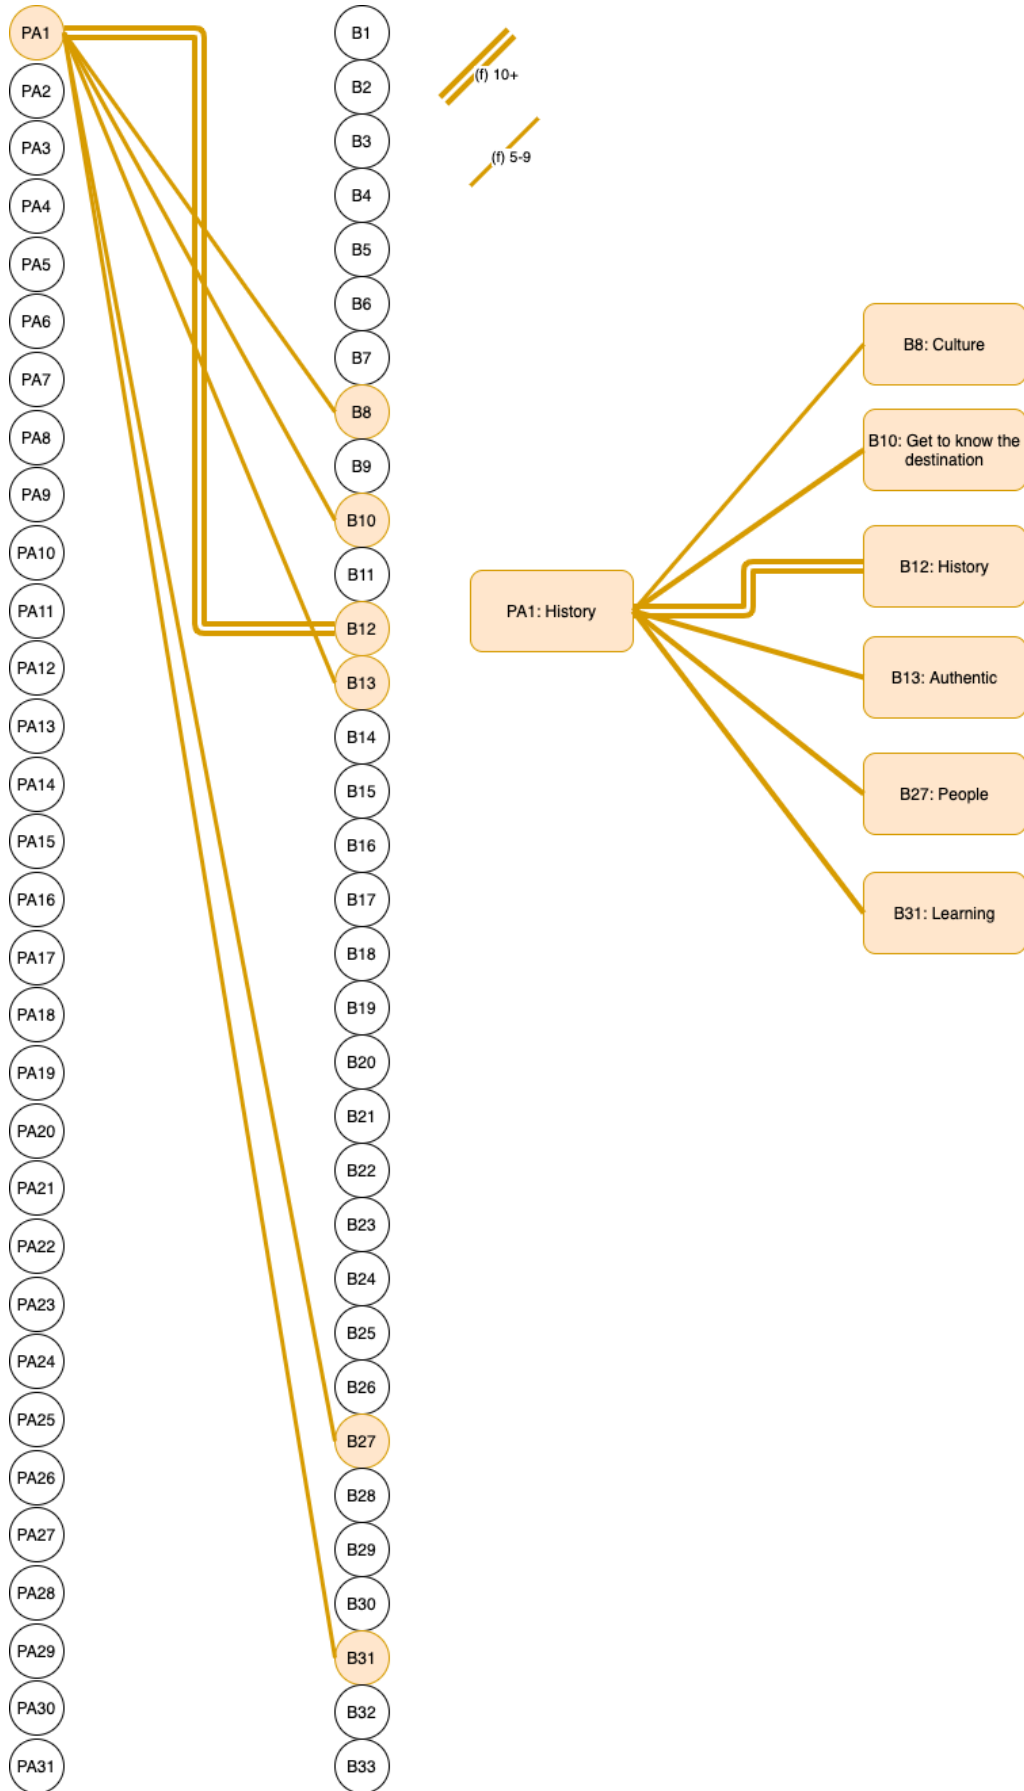 PA1
PA2
PA3
PA4
PA5
PA6
PA7
PA8
PA9
PA10
PA11
PA12
PA13
PA14
PA15
PA16
PA17
PA18
PA19
PA20
PA21
PA22
PA23
PA24
PA25
PA26
PA27
PA28
PA29
PA30
PA31
B1
B2
B3
B4
B5
B6
B7
B8
B9
B10
B11
B12
B13
B14
B15
B16
B17
B18
B19
B20
B21
B22
B23
B24
B25
B26
B27
B28
B29
B30
B31
B32
B33
(f) 10+
(f) 5-9
PA1: History
B8: Culture
B10: Get to know the
destination
B12: History
B13: Authentic
B27: People
B31: Learning